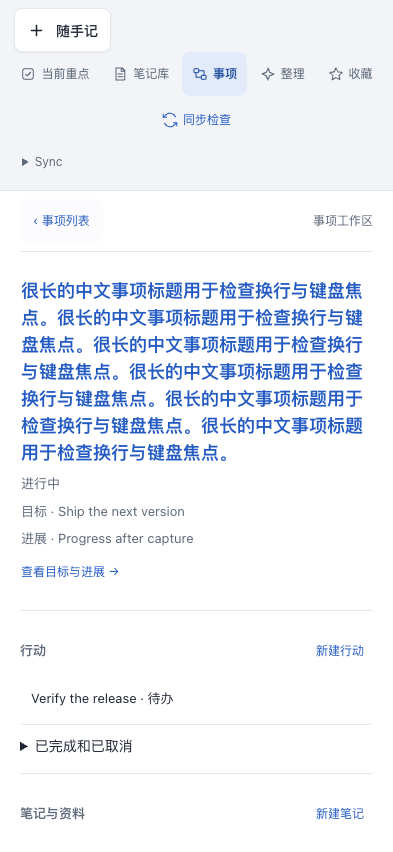 + 随手记
当前重点 笔记库 事项 整理 收藏
同步检查
▶ Sync
‹ 事项列表 事项工作区
很长的中文事项标题用于检查换行与键盘焦
点。很长的中文事项标题用于检查换行与键
盘焦点。很长的中文事项标题用于检查换行
与键盘焦点。很长的中文事项标题用于检查
换行与键盘焦点。很长的中文事项标题用于
检查换行与键盘焦点。很长的中文事项标题
用于检查换行与键盘焦点。
进行中
目标 · Ship the next version
进展 · Progress after capture
查看目标与进展 →
行动 新建行动
Verify the release · 待办
▶ 已完成和已取消
笔记与资料 新建笔记